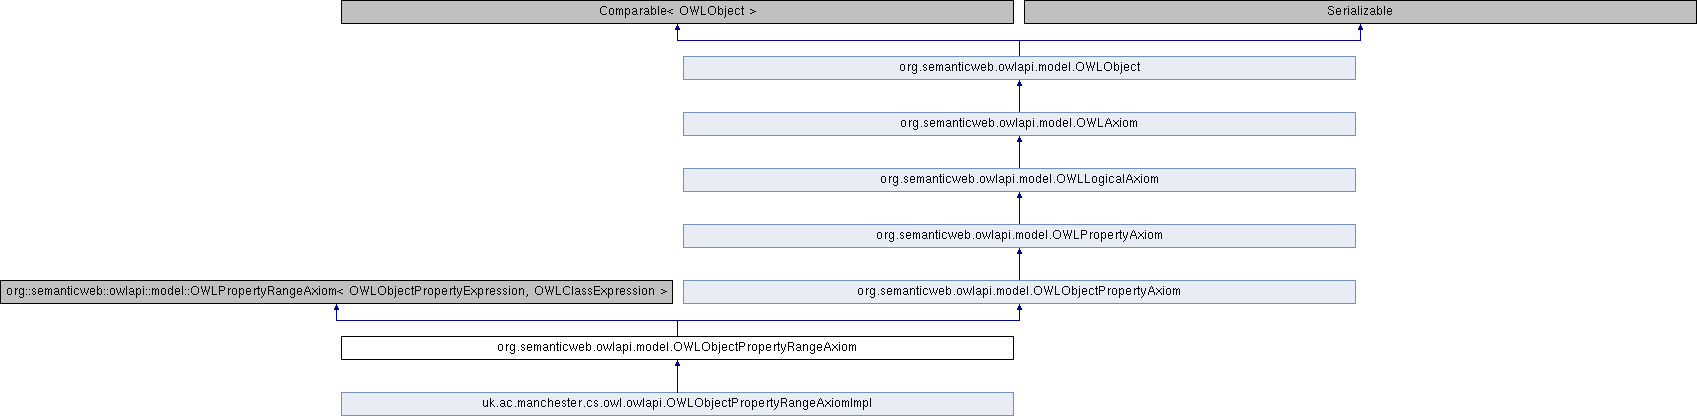 Comparable< OWLObject >
Serializable
org.semanticweb.owlapi.model.OWLObject
org.semanticweb.owlapi.model.OWLAxiom
org.semanticweb.owlapi.model.OWLLogicalAxiom
org.semanticweb.owlapi.model.OWLPropertyAxiom
org::semanticweb::owlapi::model::OWLPropertyRangeAxiom< OWLObjectPropertyExpression, OWLClassExpression >
org.semanticweb.owlapi.model.OWLObjectPropertyAxiom
org.semanticweb.owlapi.model.OWLObjectPropertyRangeAxiom
uk.ac.manchester.cs.owl.owlapi.OWLObjectPropertyRangeAxiomImpl